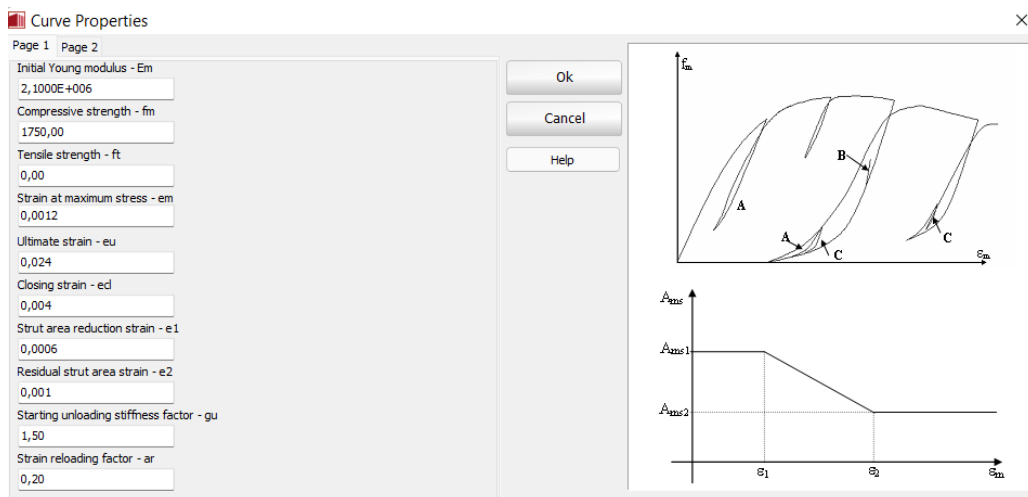 Curve Properties
Page 1 Page 2
Initial Young modulus - Em
2,1000E+006
Compressive strength - fm
1750,00
Tensile strength - ft
0,00
Strain at maximum stress - em
0,0012
Ultimate strain - eu
0,024
Closing strain - ecl
0,004
Strut area reduction strain - e1
0,0006
Residual strut area strain - e2
0,001
Starting unloading stiffness factor - gu
1,50
Strain reloading factor - ar
0,20
Ok
Cancel
Help
fm
A
B
A
C
C
εm
Ams
Ams1
Ams2
ε1
ε2
εm